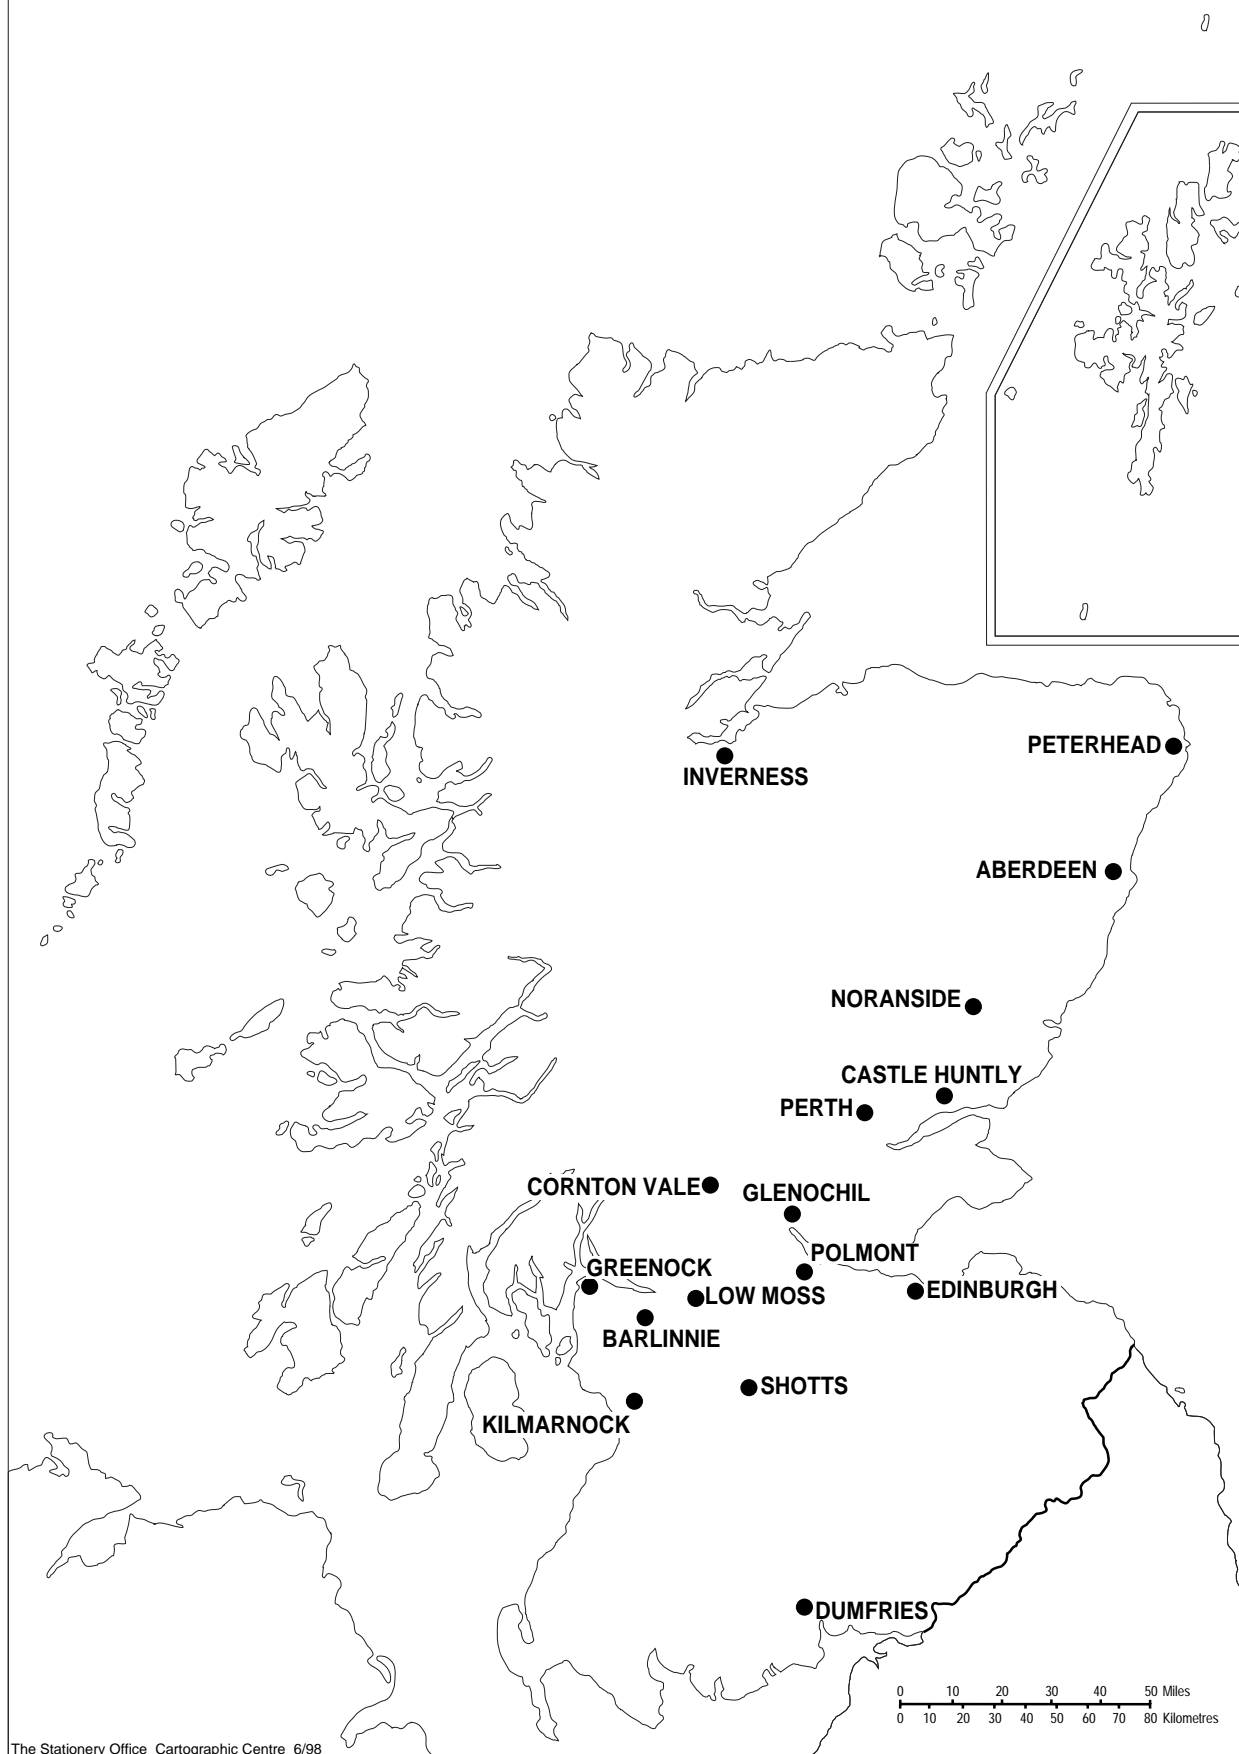 PETERHEAD
INVERNESS
ABERDEEN
NORANSIDE
CASTLE HUNTLY
PERTH
CORNTON VALE
GLENOCHIL
POLMONT
GREENOCK
EDINBURGH
LOW MOSS
BARLINNIE
SHOTTS
KILMARNOCK
DUMFRIES
0 10 20 30 40 50 Miles
0 10 20 30 40 50 60 70 80 Kilometres
The Stationery Office Cartographic Centre 6/98